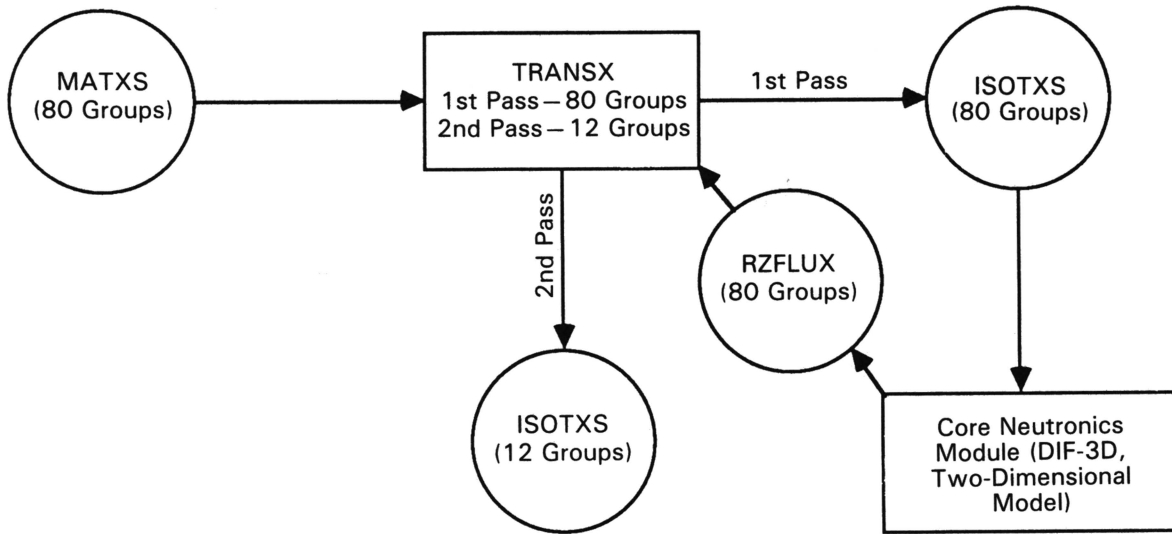 MATXS
(80 Groups)
TRANSX
1st Pass — 80 Groups
2nd Pass — 12 Groups
1st Pass
ISOTXS
(80 Groups)
2nd Pass
RZFLUX
(80 Groups)
ISOTXS
(12 Groups)
Core Neutronics
Module (DIF-3D,
Two-Dimensional
Model)